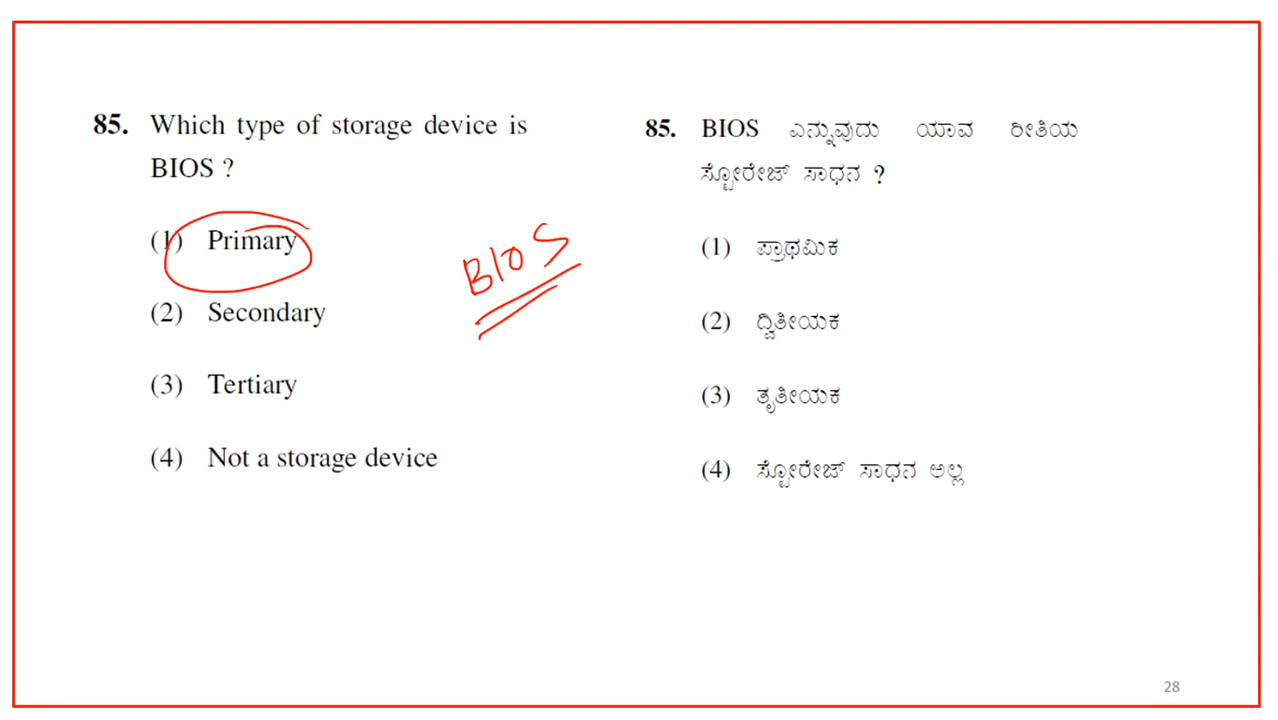 85. Which type of storage device is
BIOS ?
(1) Primary
(2) Secondary
(3) Tertiary
(4) Not a storage device
BIOS
85. BIOS ಎನ್ನುವುದು ಯಾವ ರೀತಿಯ
ಸ್ಟೋರೇಜ್ ಸಾಧನ ?
(1) ಪ್ರಾಥಮಿಕ
(2) ದ್ವಿತೀಯಕ
(3) ತೃತೀಯಕ
(4) ಸ್ಟೋರೇಜ್ ಸಾಧನ ಅಲ್ಲ
28